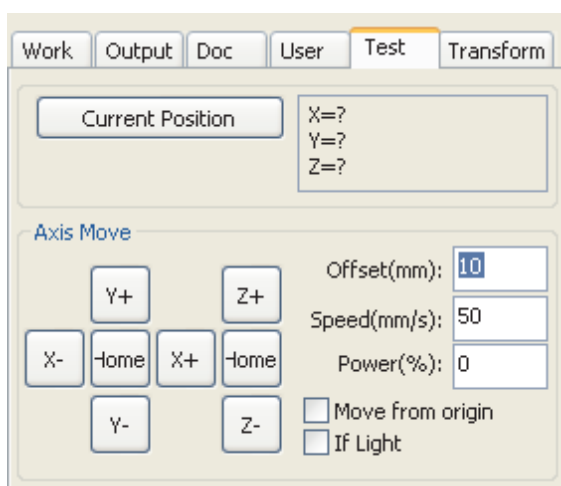 Work Output Doc User Test Transform
Current Position
X=?
Y=?
Z=?
Axis Move
Offset(mm): 10
Y+ Z+
Speed(mm/s): 50
X- Home X+ Home
Power(%): 0
Move from origin
Y- Z-
If Light